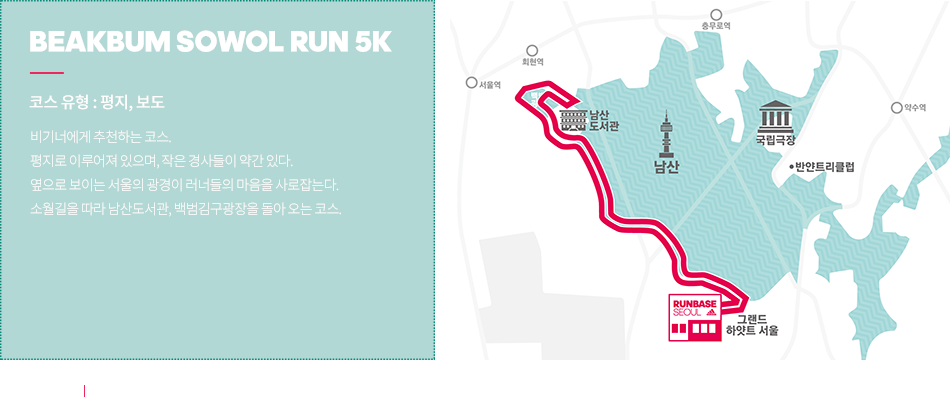 BEAKBUM SOWOL RUN 5K
코스 유형 : 평지, 보도
비기너에게 추천하는 코스.
평지로 이루어져 있으며, 작은 경사들이 약간 있다.
옆으로 보이는 서울의 광경이 러너들의 마음을 사로잡는다.
소월길을 따라 남산도서관, 백범김구광장을 돌아 오는 코스.
충무로역
회현역
서울역
약수역
남산
도서관
남산
국립극장
반얀트리클럽
RUNBASE
SEOUL
그랜드
하얏트 서울